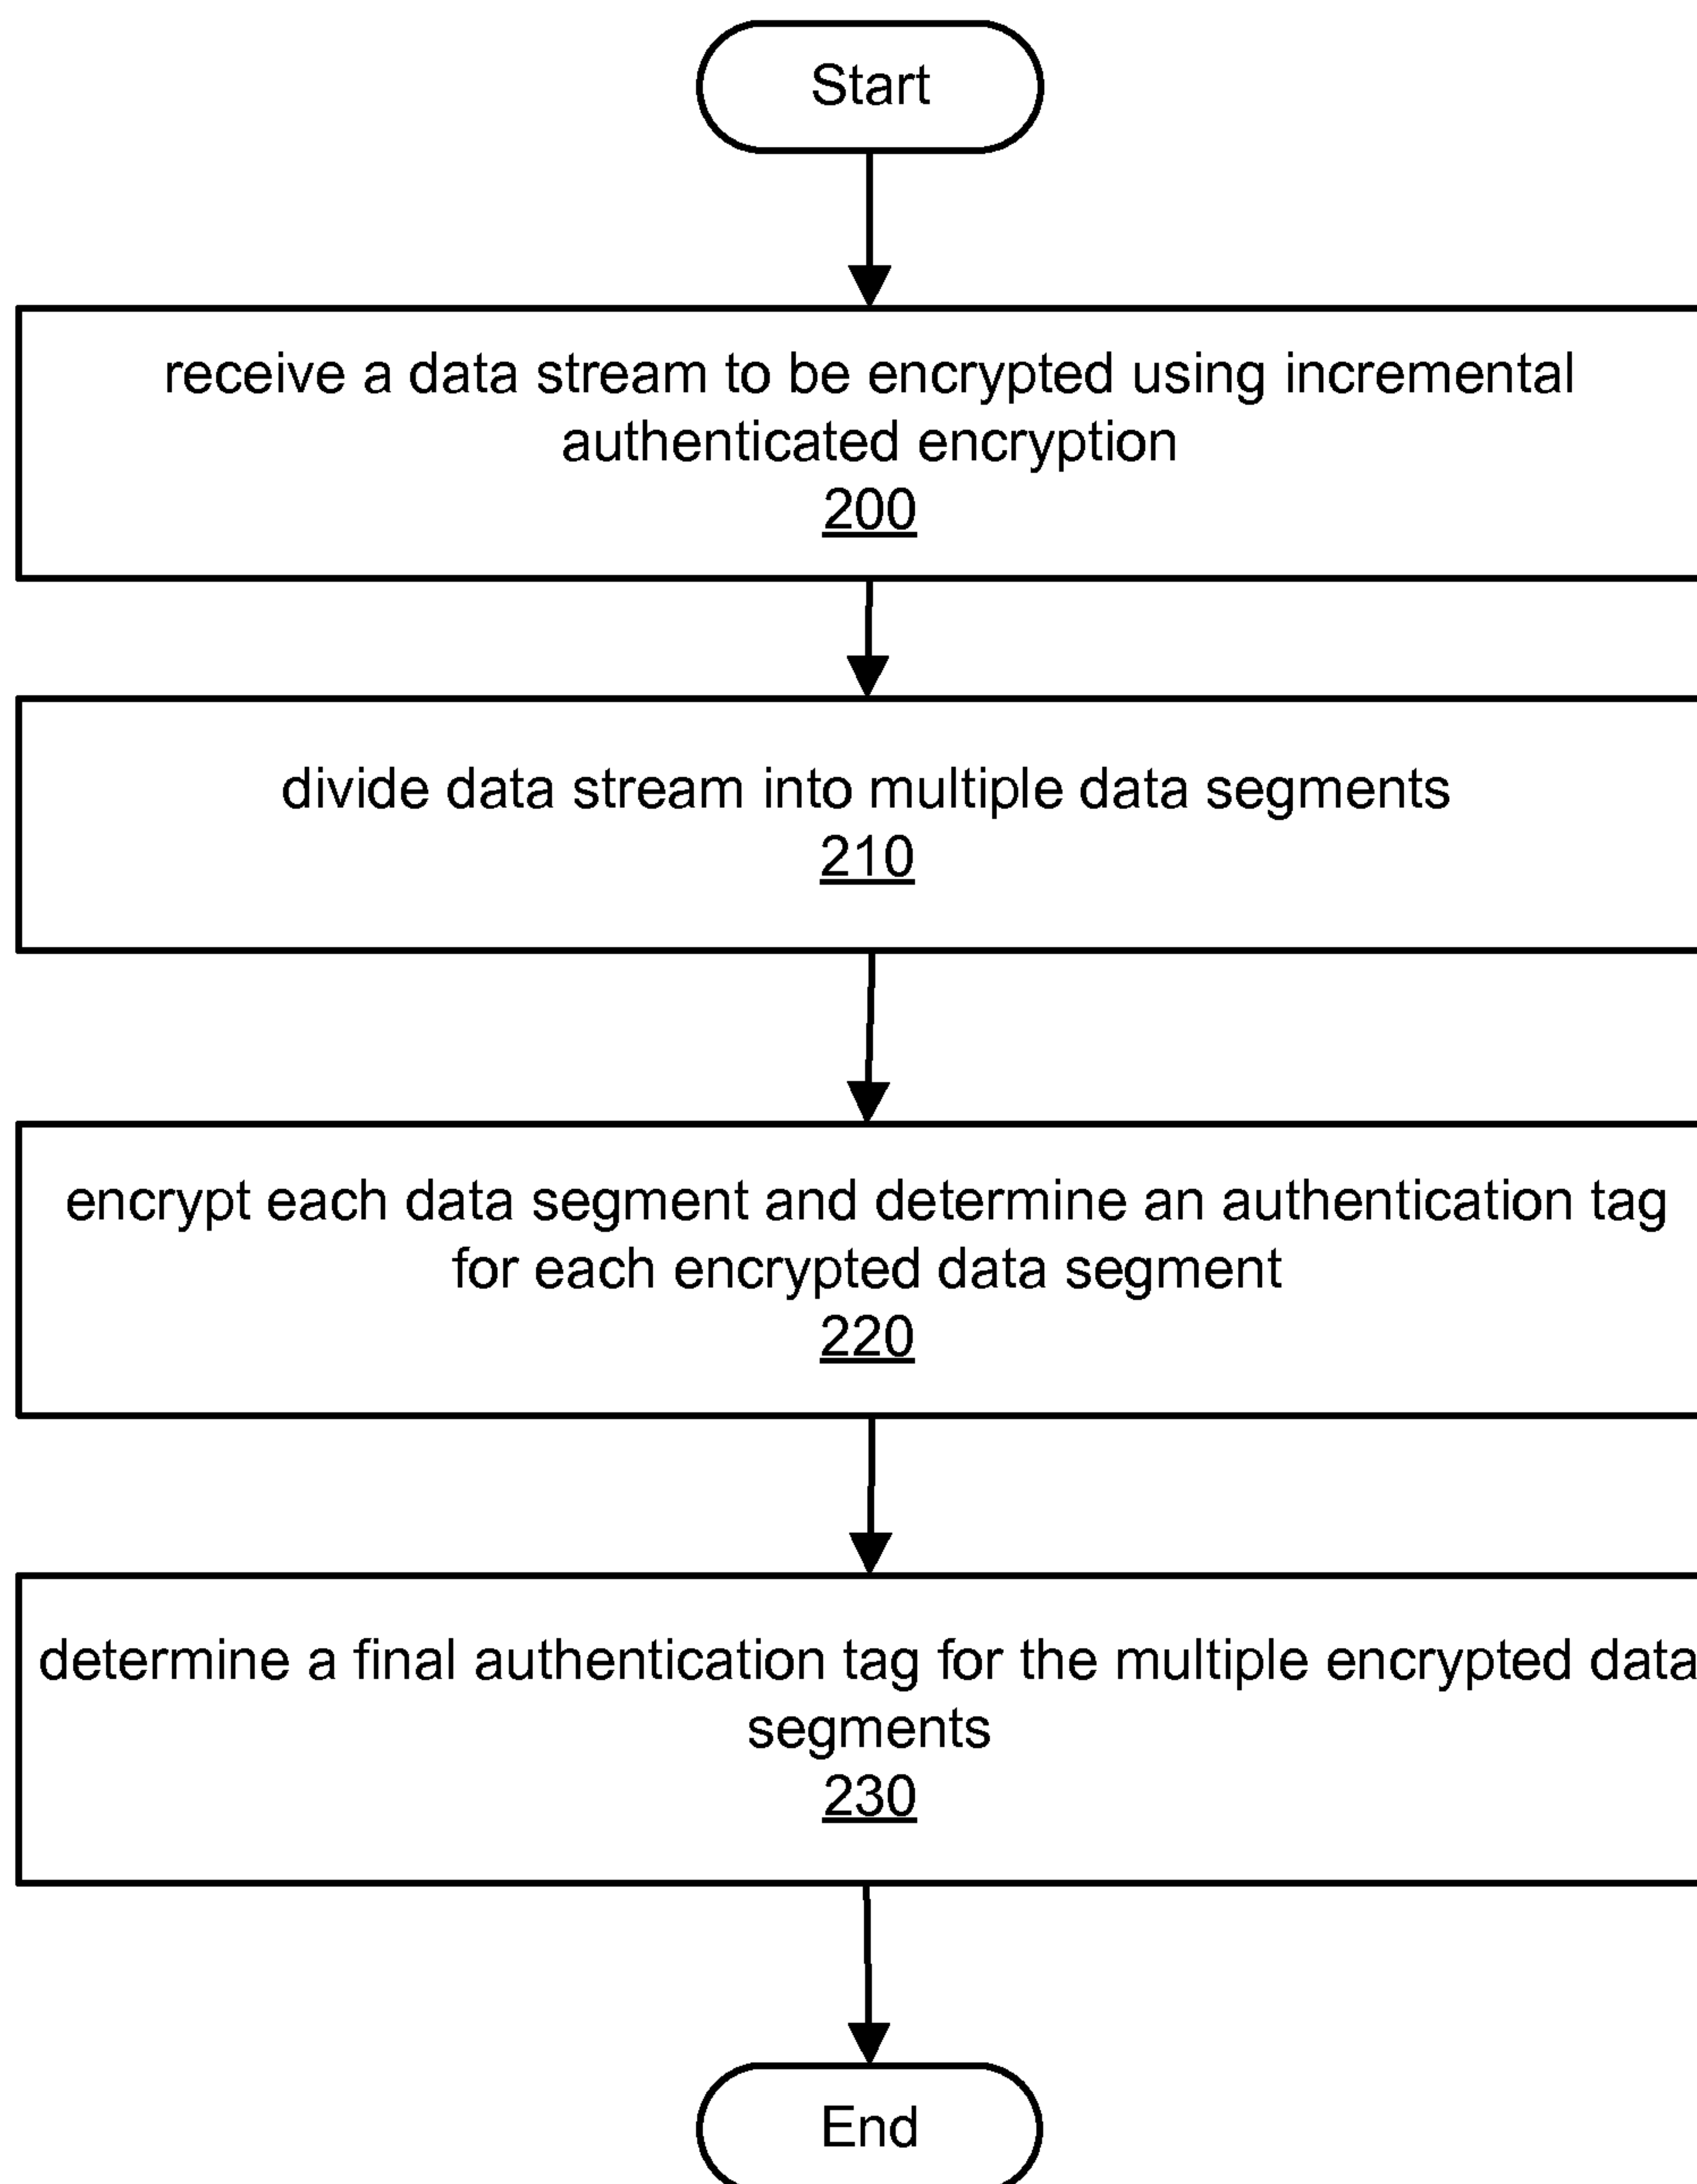 Start
receive a data stream to be encrypted using incremental
authenticated encryption
200
divide data stream into multiple data segments
210
encrypt each data segment and determine an authentication tag
for each encrypted data segment
220
determine a final authentication tag for the multiple encrypted data
segments
230
End